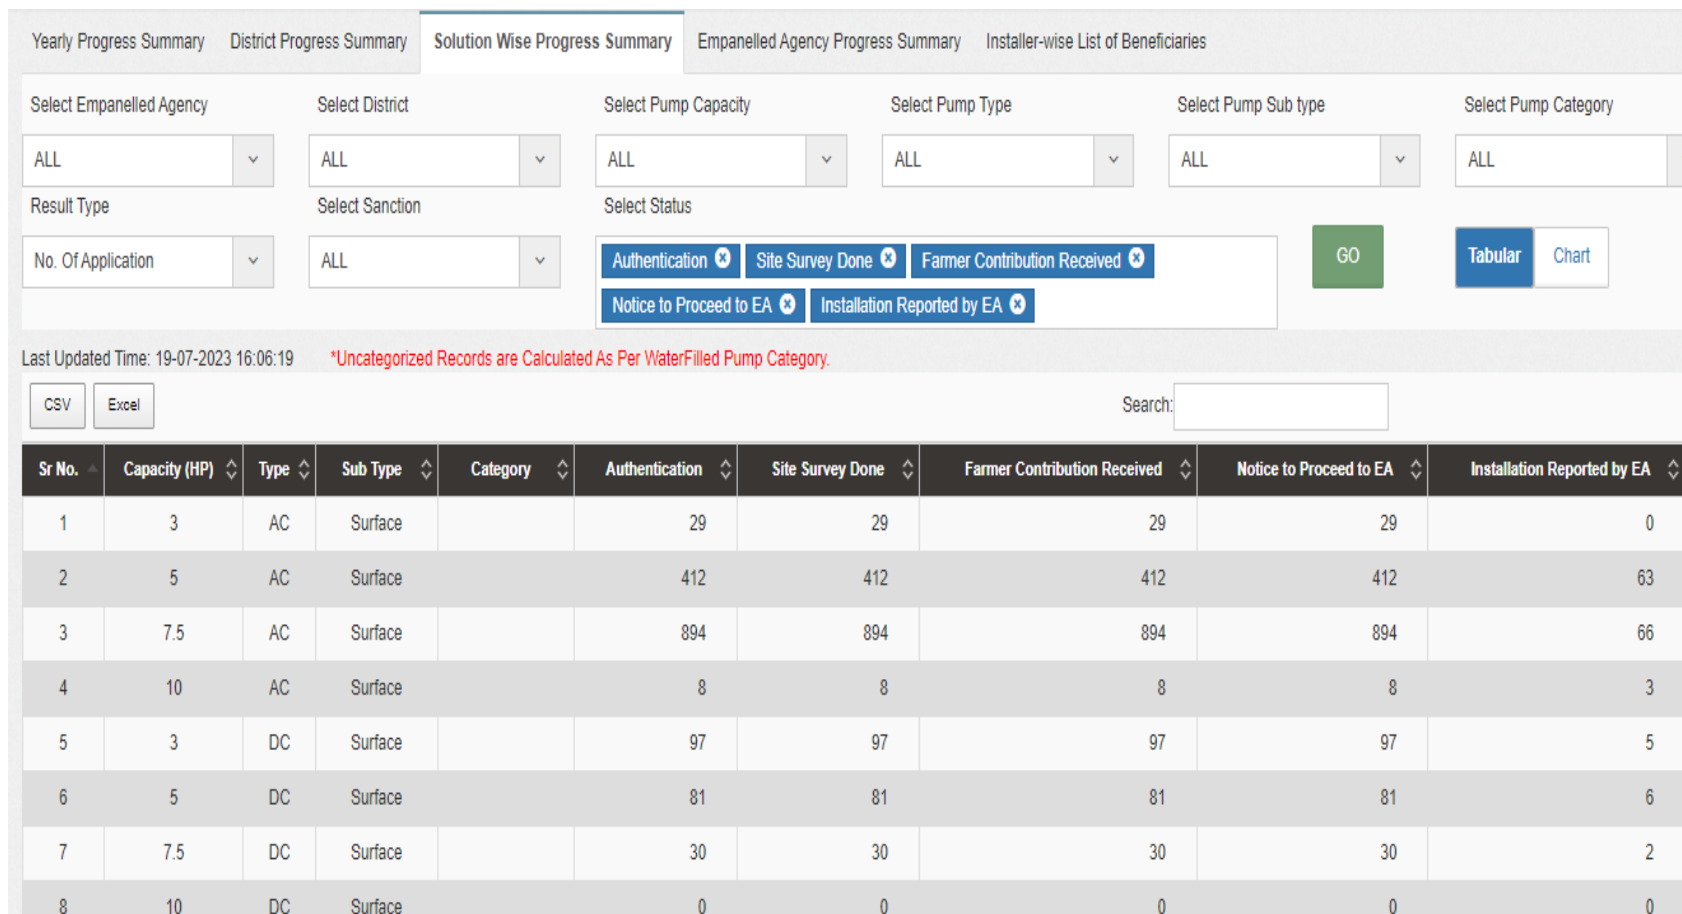 Yearly Progress Summary District Progress Summary Solution Wise Progress Summary Empanelled Agency Progress Summary Installer-wise List of Beneficiaries
Select Empanelled Agency Select District Select Pump Capacity Select Pump Type Select Pump Sub type Select Pump Category
ALL ALL ALL ALL ALL ALL
Result Type Select Sanction Select Status
No. Of Application ALL Authentication Site Survey Done Farmer Contribution Received GO Tabular Chart
Notice to Proceed to EA Installation Reported by EA
Last Updated Time: 19-07-2023 16:06:19 *Uncategorized Records are Calculated As Per WaterFilled Pump Category.
CSV Excel Search:
Sr No. Capacity (HP) Type Sub Type Category Authentication Site Survey Done Farmer Contribution Received Notice to Proceed to EA Installation Reported by EA
1 3 AC Surface 29 29 29 29 0
2 5 AC Surface 412 412 412 412 63
3 7.5 AC Surface 894 894 894 894 66
4 10 AC Surface 8 8 8 8 3
5 3 DC Surface 97 97 97 97 5
6 5 DC Surface 81 81 81 81 6
7 7.5 DC Surface 30 30 30 30 2
8 10 DC Surface 0 0 0 0 0